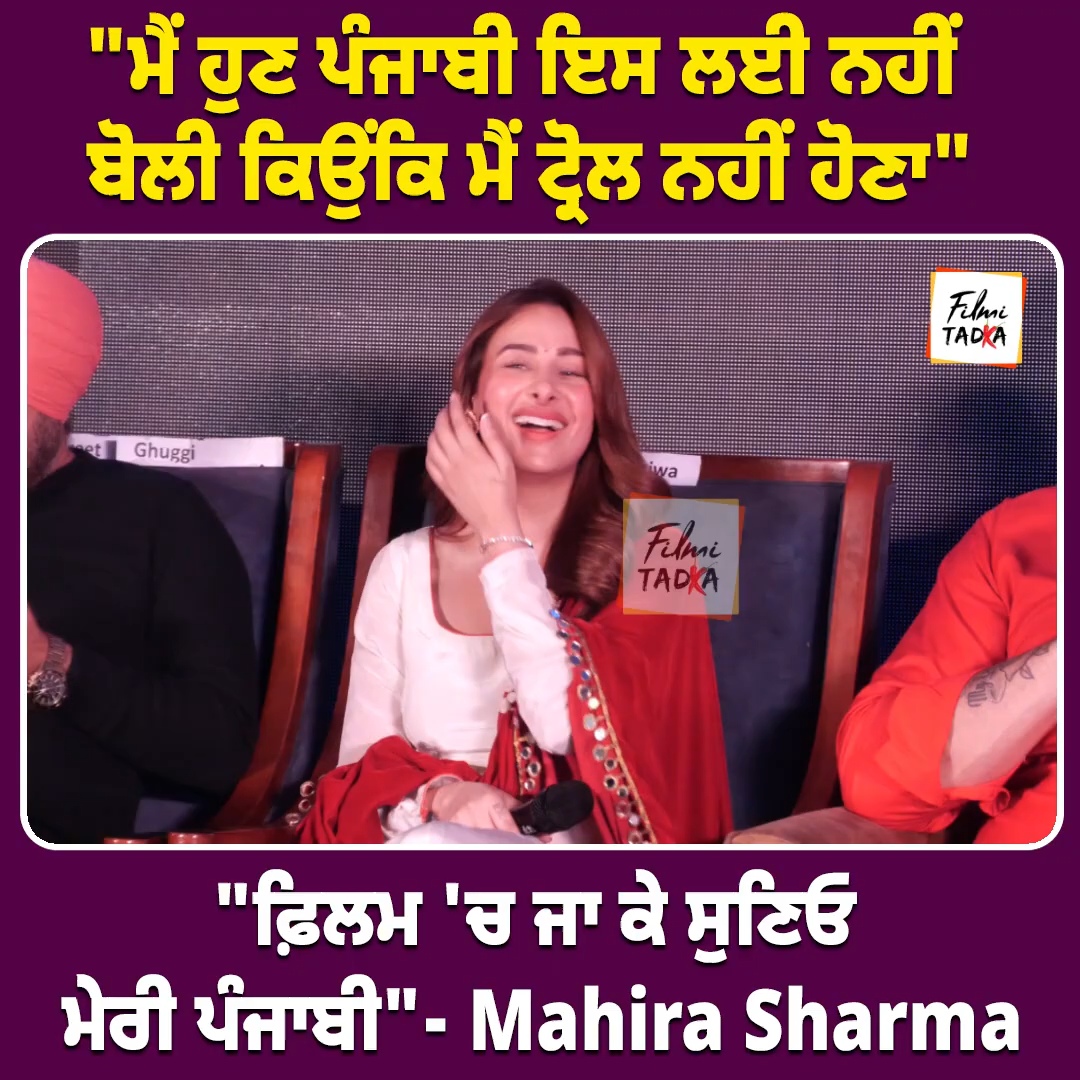 "ਮੈਂ ਹੁਣ ਪੰਜਾਬੀ ਇਸ ਲਈ ਨਹੀਂ
ਬੋਲੀ ਕਿਉਂਕਿ ਮੈਂ ਟ੍ਰੋਲ ਨਹੀਂ ਹੋਣਾ"
Filmi
TADKA
Ghuggi
Filmi
TADKA
"ਫ਼ਿਲਮ 'ਚ ਜਾ ਕੇ ਸੁਣਿਓ
ਮੇਰੀ ਪੰਜਾਬੀ"- Mahira Sharma